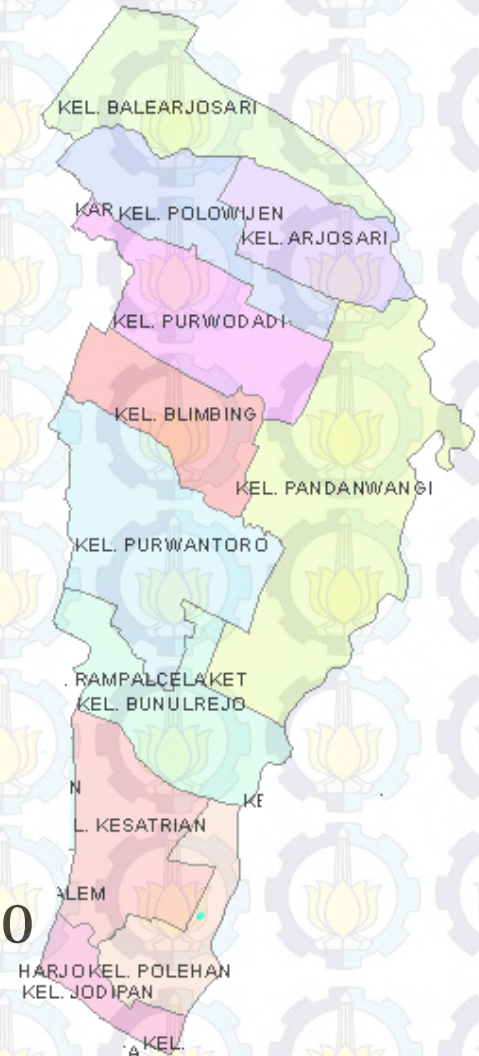 KEL. BALEARJOSARI
KAR KEL. POLOWIJEN
KEL. ARJOSARI
KEL. PURWODADI
KEL. BLIMBING
KEL. PANDANWANGI
KEL. PURWANTORO
. RAMPALCELAKET
KEL. BUNULREJO
N
KE
L. KESATRIAN
ALEM
0
HARJO KEL. POLEHAN
KEL. JODIPAN
KEL.
A